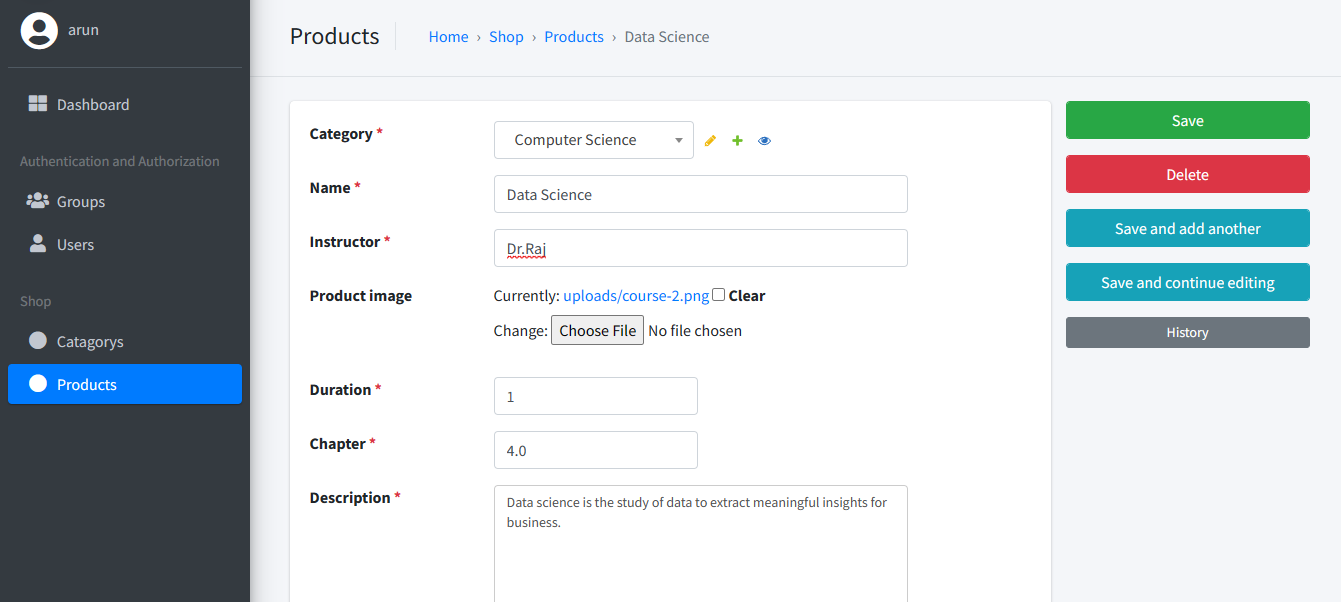 arun
Dashboard
Authentication and Authorization
Groups
Users
Shop
Catagorys
Products
Products
Home › Shop › Products › Data Science
Category *
Computer Science
Name *
Data Science
Instructor *
Dr.Raj
Product image
Currently: uploads/course-2.png Clear
Change: Choose File No file chosen
Duration *
1
Chapter *
4.0
Description *
Data science is the study of data to extract meaningful insights for
business.
Save
Delete
Save and add another
Save and continue editing
History